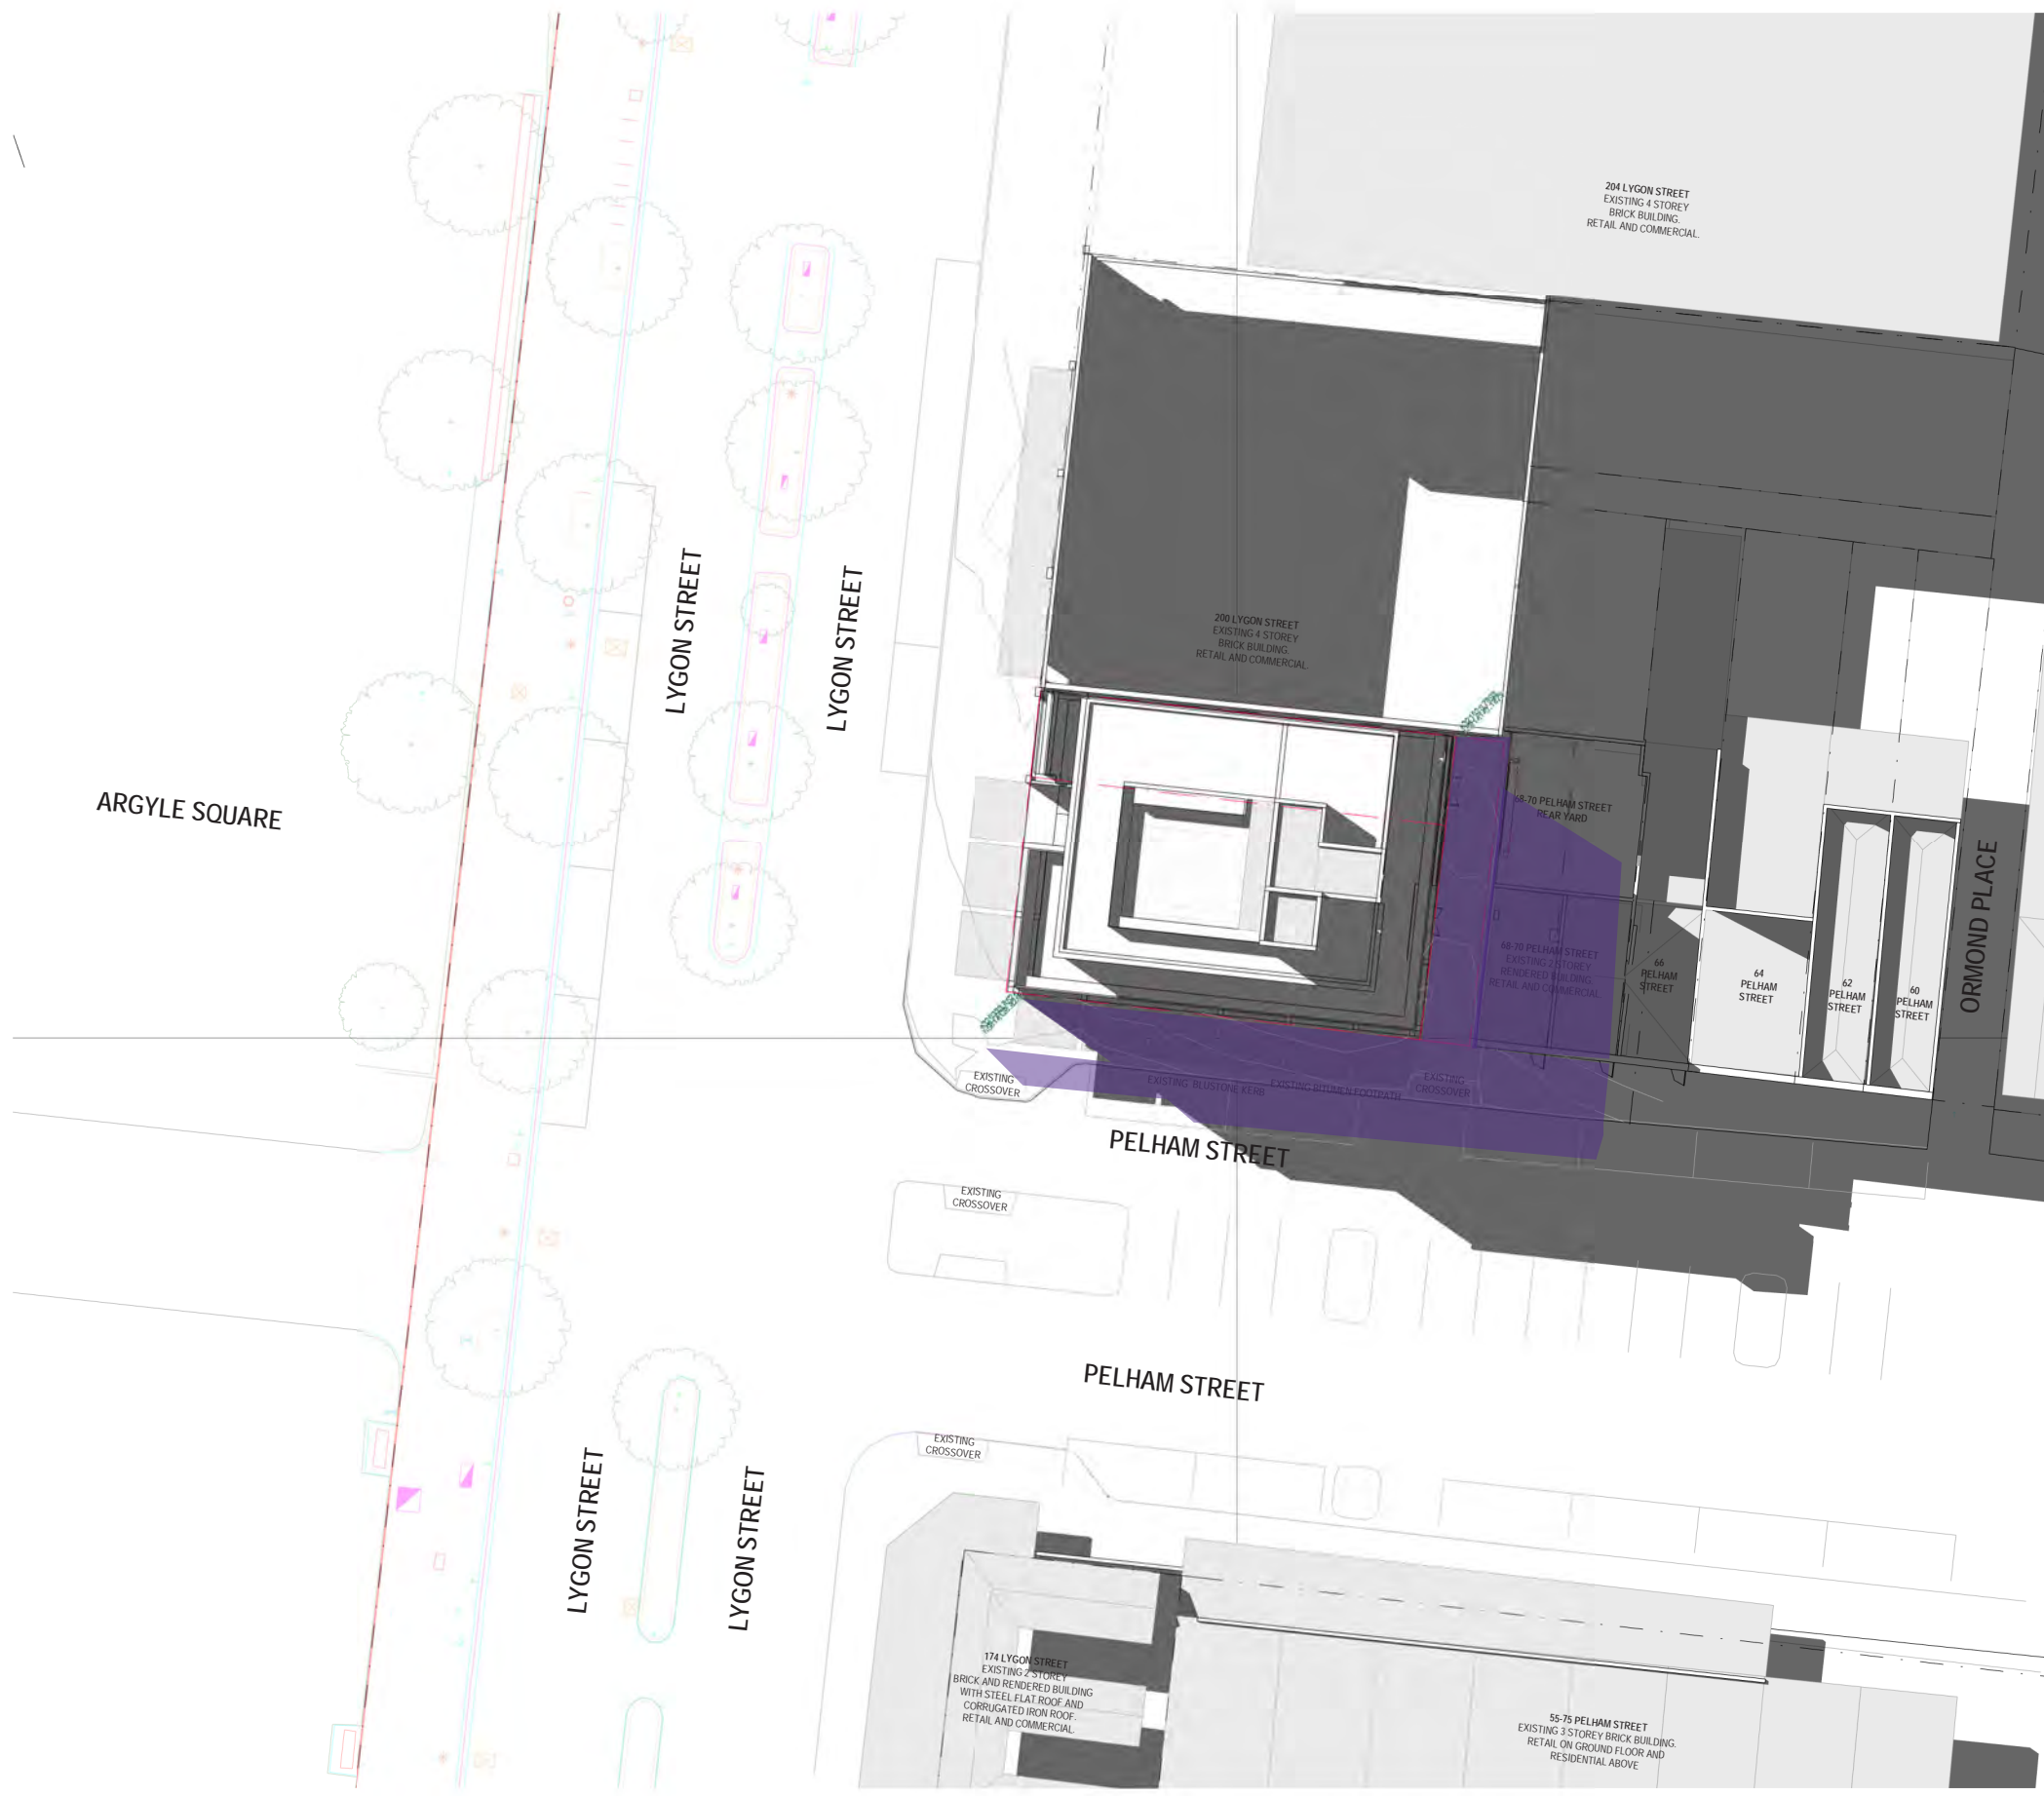 204 LYGON STREET
EXISTING 4 STOREY
BRICK BUILDING.
RETAIL AND COMMERCIAL.
LYGON STREET
LYGON STREET
200 LYGON STREET
EXISTING 4 STOREY
BRICK BUILDING.
RETAIL AND COMMERCIAL.
ARGYLE SQUARE
68-70 PELHAM STREET
REAR YARD
68-70 PELHAM STREET
EXISTING 2 STOREY
RENDERED BUILDING.
RETAIL AND COMMERCIAL
66
PELHAM
STREET
64
PELHAM
STREET
62
PELHAM
STREET
60
PELHAM
STREET
ORMOND PLACE
EXISTING
CROSSOVER
EXISTING BLUSTONE KERB
EXISTING BITUMEN FOOTPATH
EXISTING
CROSSOVER
PELHAM STREET
EXISTING
CROSSOVER
PELHAM STREET
EXISTING
CROSSOVER
LYGON STREET
LYGON STREET
174 LYGON STREET
EXISTING 2 STOREY
BRICK AND RENDERED BUILDING
WITH STEEL FLAT ROOF AND
CORRUGATED IRON ROOF.
RETAIL AND COMMERCIAL.
55-75 PELHAM STREET
EXISTING 3 STOREY BRICK BUILDING.
RETAIL ON GROUND FLOOR AND
RESIDENTIAL ABOVE